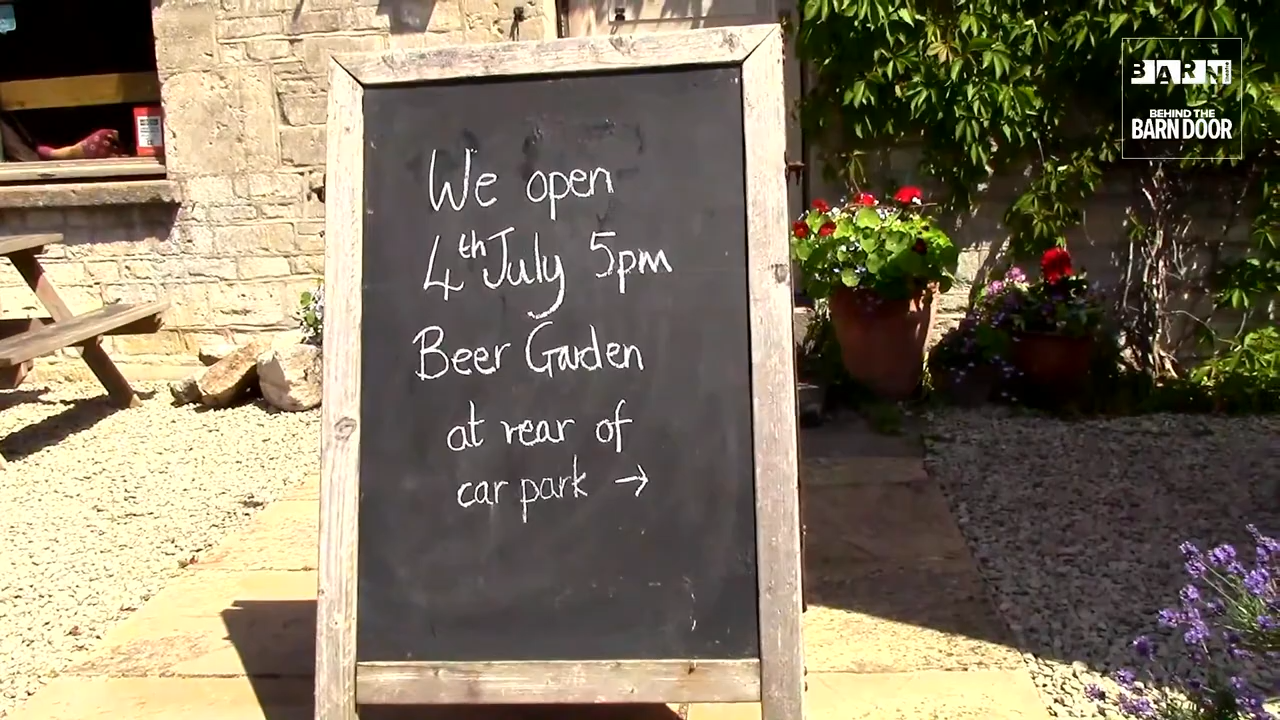 We open
4th July 5pm
Beer Garden
at rear of
car park →
BARN
BEHIND THE
BARN DOOR